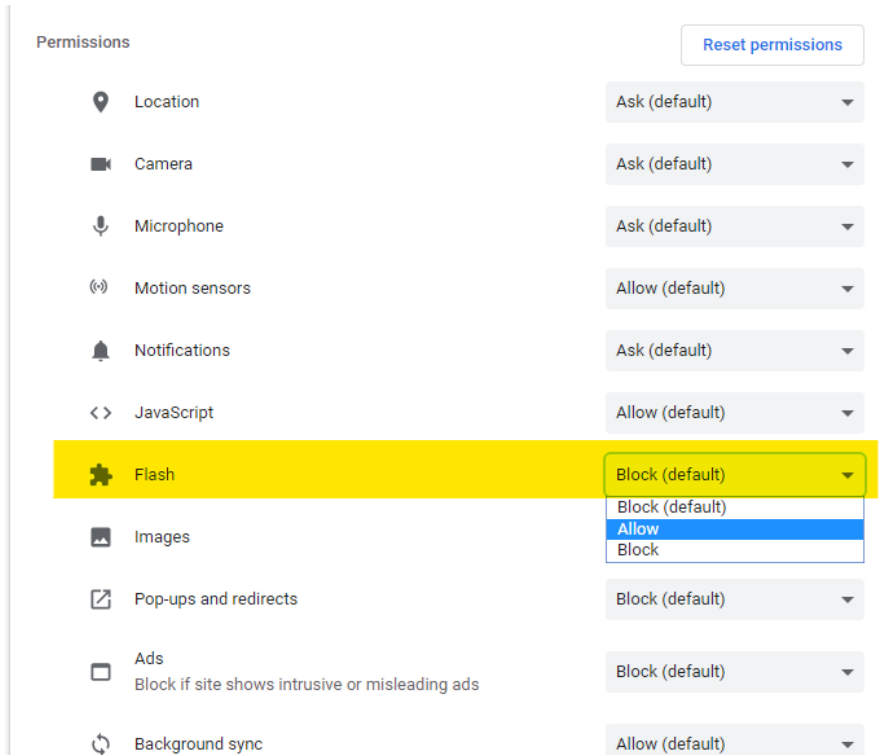 Permissions
Reset permissions
Location
Ask (default)
Camera
Ask (default)
Microphone
Ask (default)
Motion sensors
Allow (default)
Notifications
Ask (default)
JavaScript
Allow (default)
Flash
Block (default)
Block (default)
Allow
Block
Images
Pop-ups and redirects
Block (default)
Ads
Block if site shows intrusive or misleading ads
Block (default)
Background sync
Allow (default)